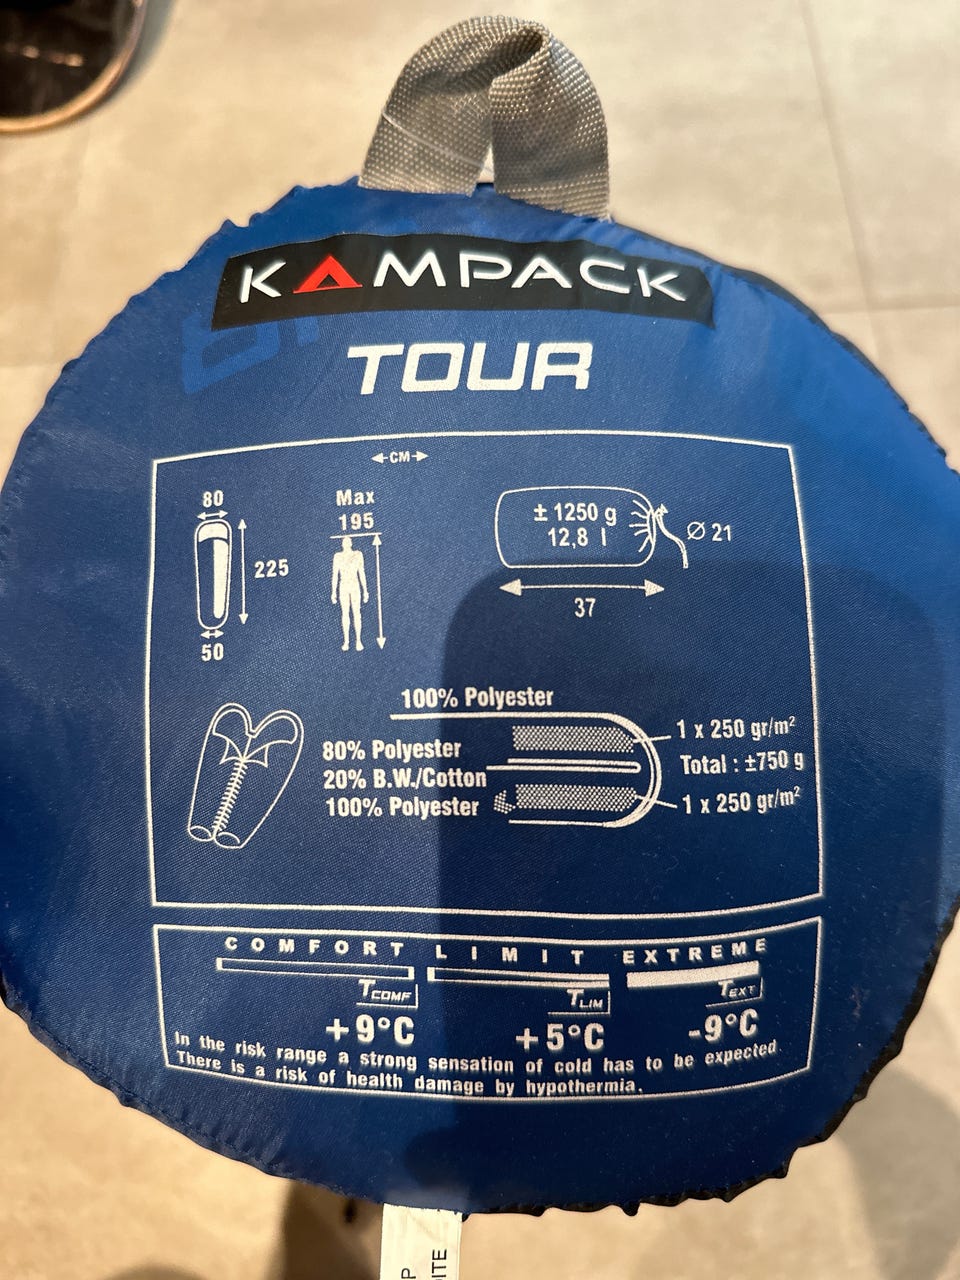 KAMPACK
TOUR
CM
80
Max
195
225
50
± 1250 g
12,8 l
Ø 21
37
100% Polyester
80% Polyester
20% B.W./Cotton
100% Polyester
1 x 250 gr/m²
Total : ±750 g
1 x 250 gr/m²
COMFORT LIMIT EXTREME
TCOMF TLIM TEXT
+9°C +5°C -9°C
In the risk range a strong sensation of cold has to be expected
There is a risk of health damage by hypothermia.